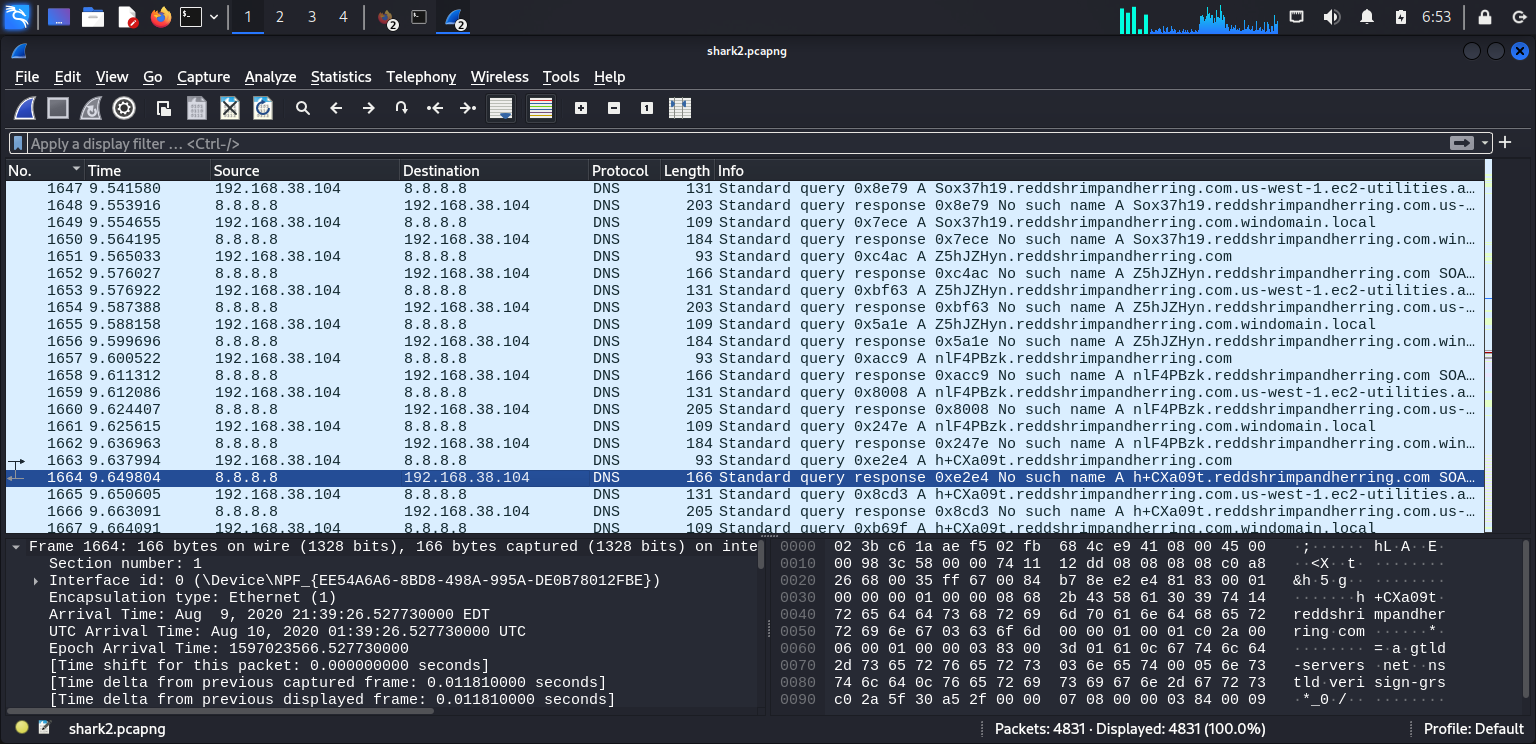 1 2 3 4 2 2 6:53
shark2.pcapng
File Edit View Go Capture Analyze Statistics Telephony Wireless Tools Help
Apply a display filter … <Ctrl-/>
No. Time Source Destination Protocol Length Info
1647 9.541580 192.168.38.104 8.8.8.8 DNS 131 Standard query 0x8e79 A Sox37h19.reddshrimpandherring.com.us-west-1.ec2-utilities.a…
1648 9.553916 8.8.8.8 192.168.38.104 DNS 203 Standard query response 0x8e79 No such name A Sox37h19.reddshrimpandherring.com.us-…
1649 9.554655 192.168.38.104 8.8.8.8 DNS 109 Standard query 0x7ece A Sox37h19.reddshrimpandherring.com.windomain.local
1650 9.564195 8.8.8.8 192.168.38.104 DNS 184 Standard query response 0x7ece No such name A Sox37h19.reddshrimpandherring.com.win…
1651 9.565033 192.168.38.104 8.8.8.8 DNS 93 Standard query 0xc4ac A Z5hJZHyn.reddshrimpandherring.com
1652 9.576027 8.8.8.8 192.168.38.104 DNS 166 Standard query response 0xc4ac No such name A Z5hJZHyn.reddshrimpandherring.com SOA…
1653 9.576922 192.168.38.104 8.8.8.8 DNS 131 Standard query 0xbf63 A Z5hJZHyn.reddshrimpandherring.com.us-west-1.ec2-utilities.a…
1654 9.587388 8.8.8.8 192.168.38.104 DNS 203 Standard query response 0xbf63 No such name A Z5hJZHyn.reddshrimpandherring.com.us-…
1655 9.588158 192.168.38.104 8.8.8.8 DNS 109 Standard query 0x5a1e A Z5hJZHyn.reddshrimpandherring.com.windomain.local
1656 9.599696 8.8.8.8 192.168.38.104 DNS 184 Standard query response 0x5a1e No such name A Z5hJZHyn.reddshrimpandherring.com.win…
1657 9.600522 192.168.38.104 8.8.8.8 DNS 93 Standard query 0xacc9 A nlF4PBzk.reddshrimpandherring.com
1658 9.611312 8.8.8.8 192.168.38.104 DNS 166 Standard query response 0xacc9 No such name A nlF4PBzk.reddshrimpandherring.com SOA…
1659 9.612086 192.168.38.104 8.8.8.8 DNS 131 Standard query 0x8008 A nlF4PBzk.reddshrimpandherring.com.us-west-1.ec2-utilities.a…
1660 9.624407 8.8.8.8 192.168.38.104 DNS 205 Standard query response 0x8008 No such name A nlF4PBzk.reddshrimpandherring.com.us-…
1661 9.625615 192.168.38.104 8.8.8.8 DNS 109 Standard query 0x247e A nlF4PBzk.reddshrimpandherring.com.windomain.local
1662 9.636963 8.8.8.8 192.168.38.104 DNS 184 Standard query response 0x247e No such name A nlF4PBzk.reddshrimpandherring.com.win…
1663 9.637994 192.168.38.104 8.8.8.8 DNS 93 Standard query 0xe2e4 A h+CXa09t.reddshrimpandherring.com
1664 9.649804 8.8.8.8 192.168.38.104 DNS 166 Standard query response 0xe2e4 No such name A h+CXa09t.reddshrimpandherring.com SOA…
1665 9.650605 192.168.38.104 8.8.8.8 DNS 131 Standard query 0x8cd3 A h+CXa09t.reddshrimpandherring.com.us-west-1.ec2-utilities.a…
1666 9.663091 8.8.8.8 192.168.38.104 DNS 205 Standard query response 0x8cd3 No such name A h+CXa09t.reddshrimpandherring.com.us-…
1667 9.664091 192.168.38.104 8.8.8.8 DNS 109 Standard query 0xb69f A h+CXa09t.reddshrimpandherring.com.windomain.local
Frame 1664: 166 bytes on wire (1328 bits), 166 bytes captured (1328 bits) on inte
Section number: 1
Interface id: 0 (\Device\NPF_{EE54A6A6-8BD8-498A-995A-DE0B78012FBE})
Encapsulation type: Ethernet (1)
Arrival Time: Aug  9, 2020 21:39:26.527730000 EDT
UTC Arrival Time: Aug 10, 2020 01:39:26.527730000 UTC
Epoch Arrival Time: 1597023566.527730000
[Time shift for this packet: 0.000000000 seconds]
[Time delta from previous captured frame: 0.011810000 seconds]
[Time delta from previous displayed frame: 0.011810000 seconds]
0000 02 3b c6 1a ae f5 02 fb 68 4c e9 41 08 00 45 00 ·;······ hL·A··E·
0010 00 98 3c 58 00 00 74 11 12 dd 08 08 08 08 c0 a8 ··<X··t· ········
0020 26 68 00 35 ff 67 00 84 b7 8e e2 e4 81 83 00 01 &h·5·g·· ········
0030 00 00 00 01 00 00 08 68 2b 43 58 61 30 39 74 14 ·······h +CXa09t·
0040 72 65 64 64 73 68 72 69 6d 70 61 6e 64 68 65 72 reddshri mpandher
0050 72 69 6e 67 03 63 6f 6d 00 00 01 00 01 c0 2a 00 ring·com ······*·
0060 06 00 01 00 00 03 83 00 3d 01 61 0c 67 74 6c 64 ········ =·a·gtld
0070 2d 73 65 72 76 65 72 73 03 6e 65 74 00 05 6e 73 -servers ·net··ns
0080 74 6c 64 0c 76 65 72 69 73 69 67 6e 2d 67 72 73 tld·veri sign-grs
0090 c0 2a 5f 30 a5 2f 00 00 07 08 00 00 03 84 00 09 ·*_0·/·· ········
shark2.pcapng
Packets: 4831 · Displayed: 4831 (100.0%)
Profile: Default